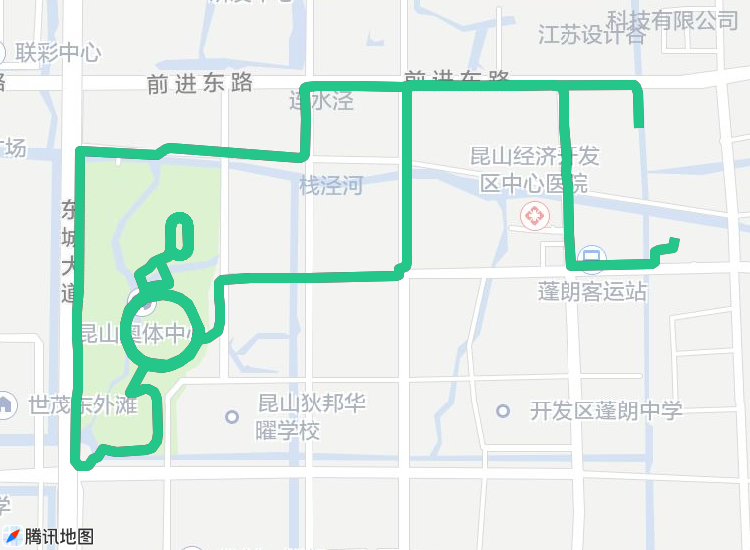 科技有限公司
江苏设计谷
联彩中心
前进东路
前进东路
路
涟水泾
广场
昆山经济开发
区中心医院
栈泾河
东城大道
蓬朗客运站
昆山奥体中心
世茂东外滩
昆山狄邦华
曜学校
开发区蓬朗中学
学
腾讯地图